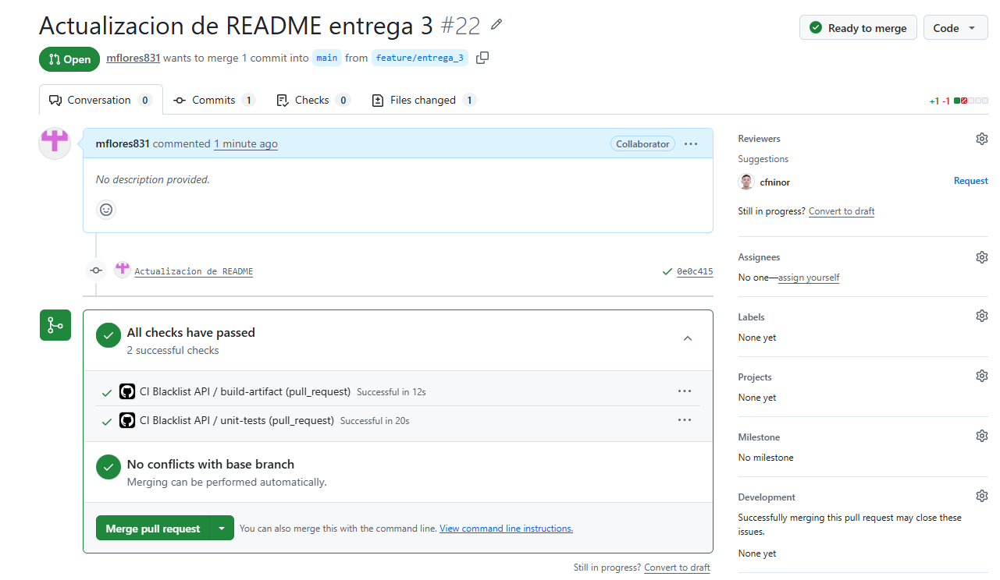 Actualizacion de README entrega 3 #22
Ready to merge
Code
Open
mflores831 wants to merge 1 commit into main from feature/entrega_3
Conversation 0
Commits 1
Checks 0
Files changed 1
+1 -1
mflores831 commented 1 minute ago
Collaborator
No description provided.
Actualizacion de README
0e0c415
All checks have passed
2 successful checks
CI Blacklist API / build-artifact (pull_request) Successful in 12s
CI Blacklist API / unit-tests (pull_request) Successful in 20s
No conflicts with base branch
Merging can be performed automatically.
Merge pull request
You can also merge this with the command line. View command line instructions.
Still in progress? Convert to draft
Reviewers
Suggestions
cfninor
Request
Still in progress? Convert to draft
Assignees
No one—assign yourself
Labels
None yet
Projects
None yet
Milestone
No milestone
Development
Successfully merging this pull request may close these
issues.
None yet